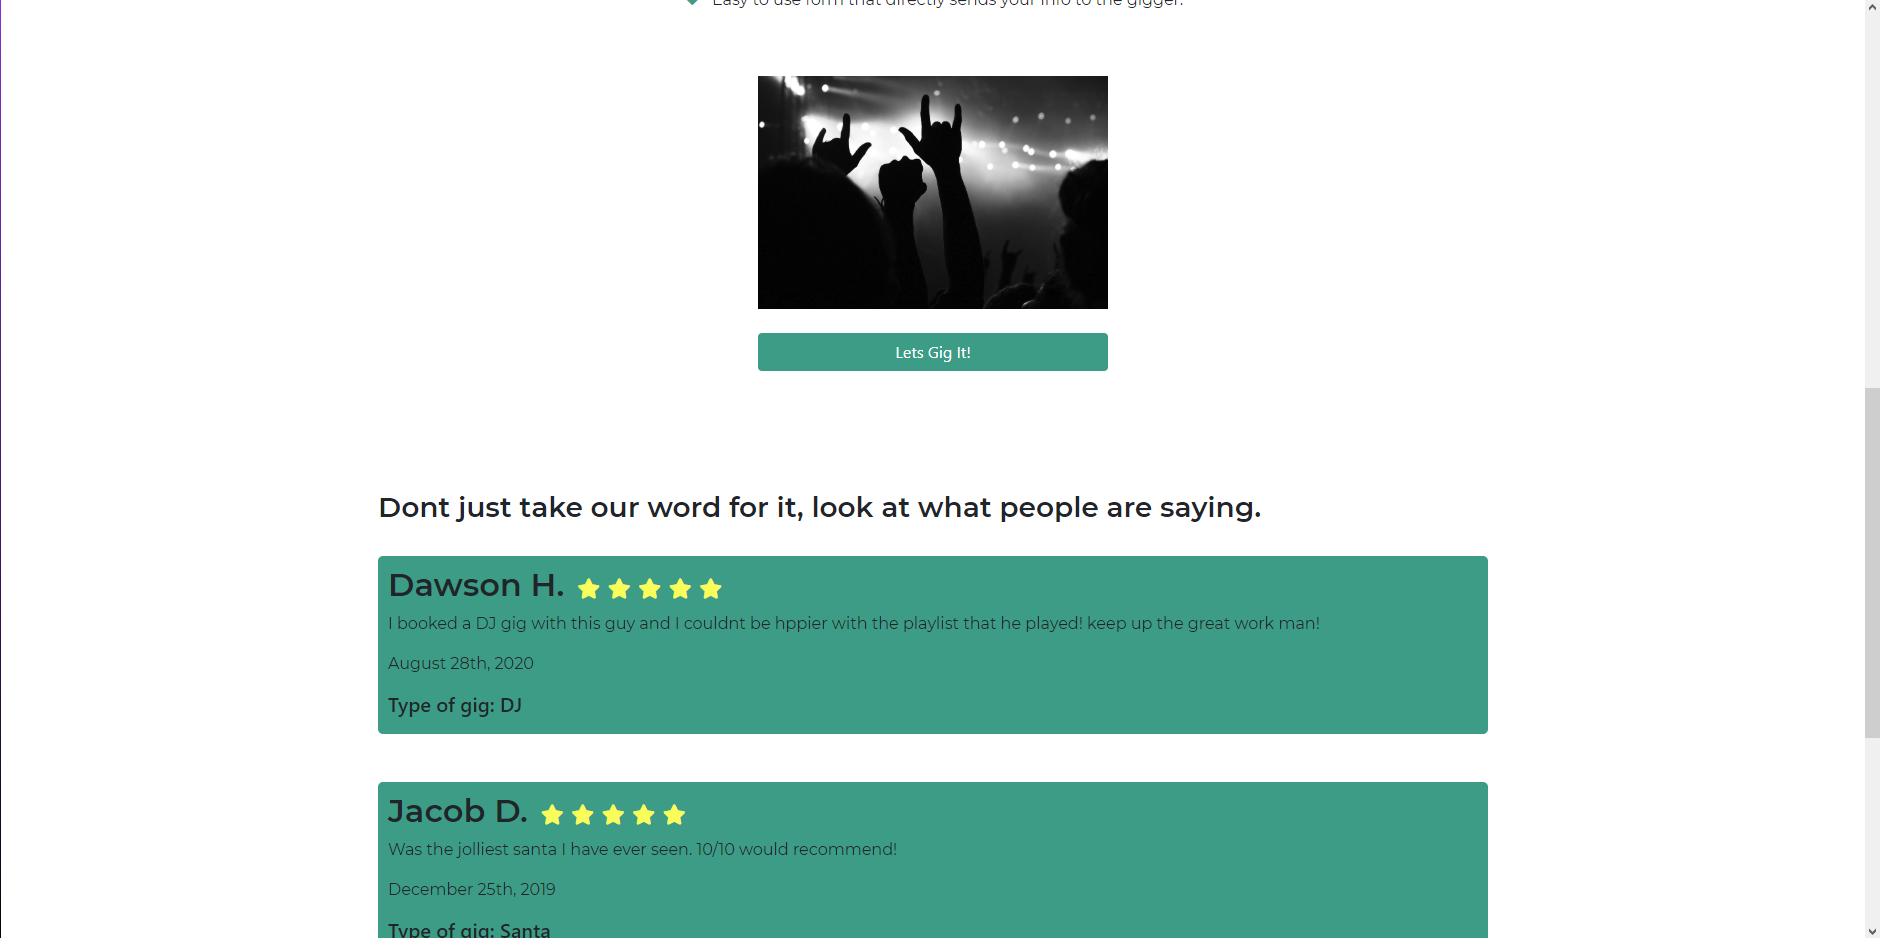 Easy to use form that directly sends your info to the gigger.
Lets Gig It!
Dont just take our word for it, look at what people are saying.
Dawson H.
I booked a DJ gig with this guy and I couldnt be hppier with the playlist that he played! keep up the great work man!
August 28th, 2020
Type of gig: DJ
Jacob D.
Was the jolliest santa I have ever seen. 10/10 would recommend!
December 25th, 2019
Type of gig: Santa